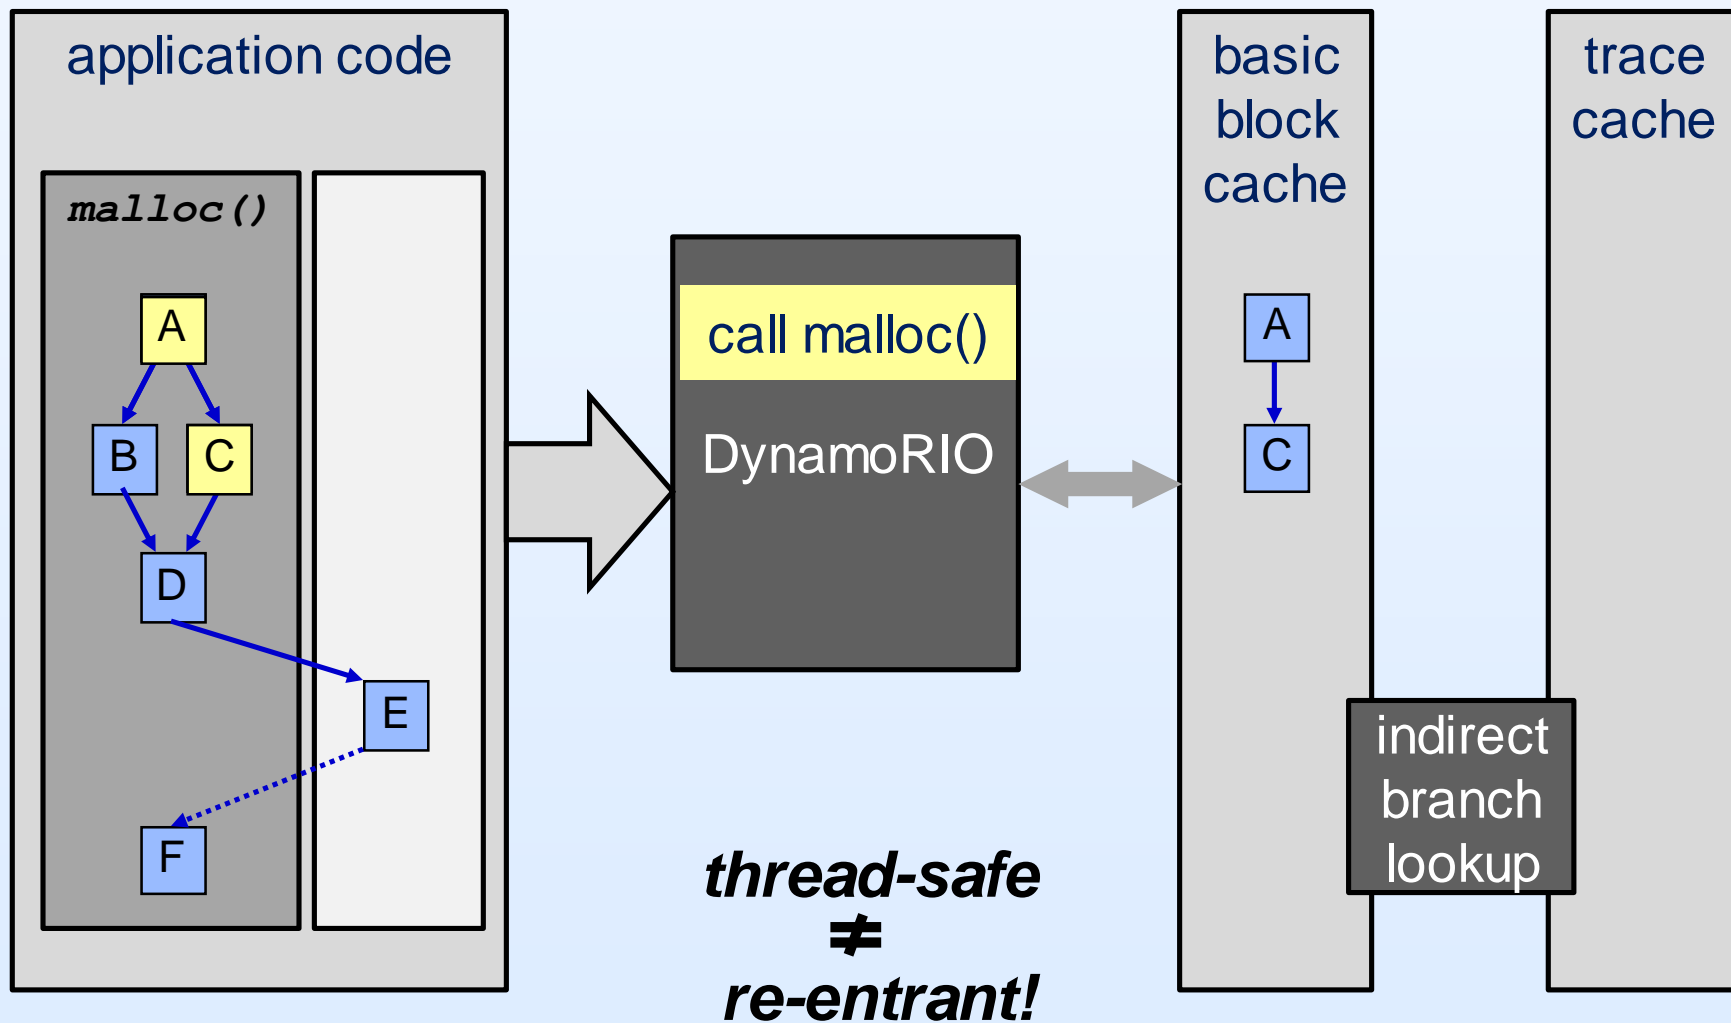 application code
malloc()
A
B
C
D
E
F
call malloc()
DynamoRIO
thread-safe
≠
re-entrant!
basic
block
cache
A
C
indirect
branch
lookup
trace
cache